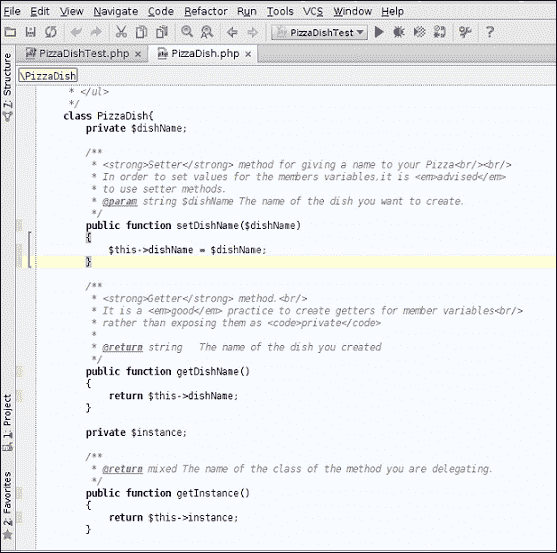 File Edit View Navigate Code Refactor Run Tools VCS Window Help
PizzaDishTest
PizzaDishTest.php × PizzaDish.php ×
\PizzaDish
Z: Structure
1: Project
2: Favorites
* </ul>
*/
class PizzaDish{
private $dishName;
/**
* <strong>Setter</strong> method for giving a name to your Pizza<br/><br/>
* In order to set values for the members variables,it is <em>advised</em>
* to use setter methods.
* @param string $dishName The name of the dish you want to create.
*/
public function setDishName($dishName)
{
$this->dishName = $dishName;
}
/**
* <strong>Getter</strong> method.<br/>
* It is a <em>good</em> practice to create getters for member variables<br/>
* rather than exposing them as <code>private</code>
*
* @return string   The name of the dish you created
*/
public function getDishName()
{
return $this->dishName;
}
private $instance;
/**
* @return mixed The name of the class of the method you are delegating.
*/
public function getInstance()
{
return $this->instance;
}